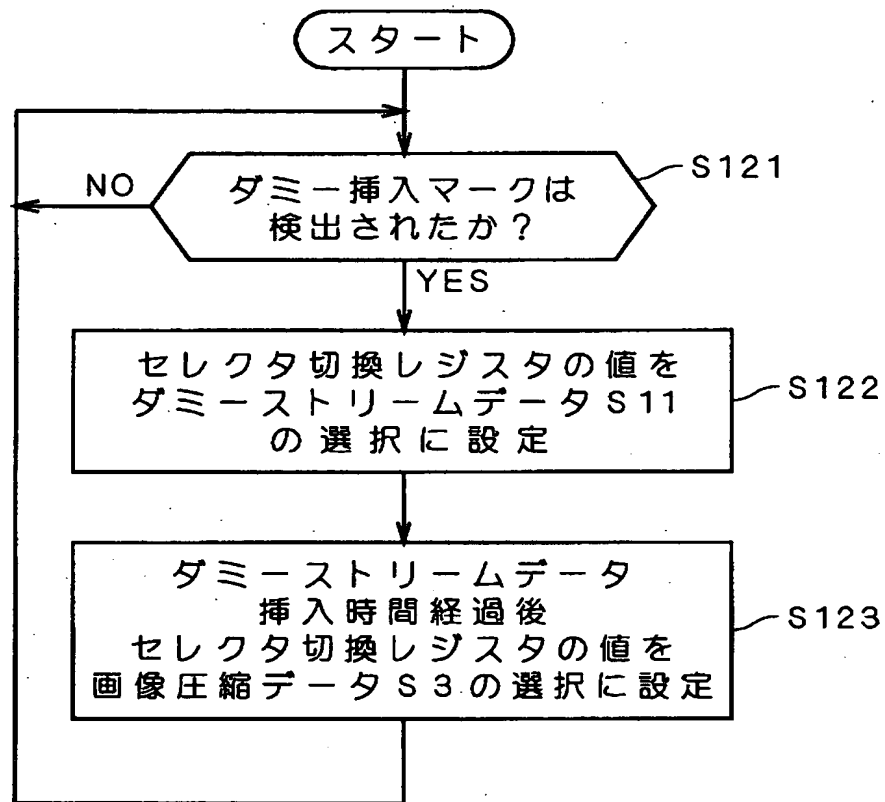 スタート
ダミー挿入マークは
検出されたか？
S121
NO
YES
セレクタ切換レジスタの値を
ダミーストリームデータS11
の選択に設定
S122
ダミーストリームデータ
挿入時間経過後
セレクタ切換レジスタの値を
画像圧縮データS3の選択に設定
S123